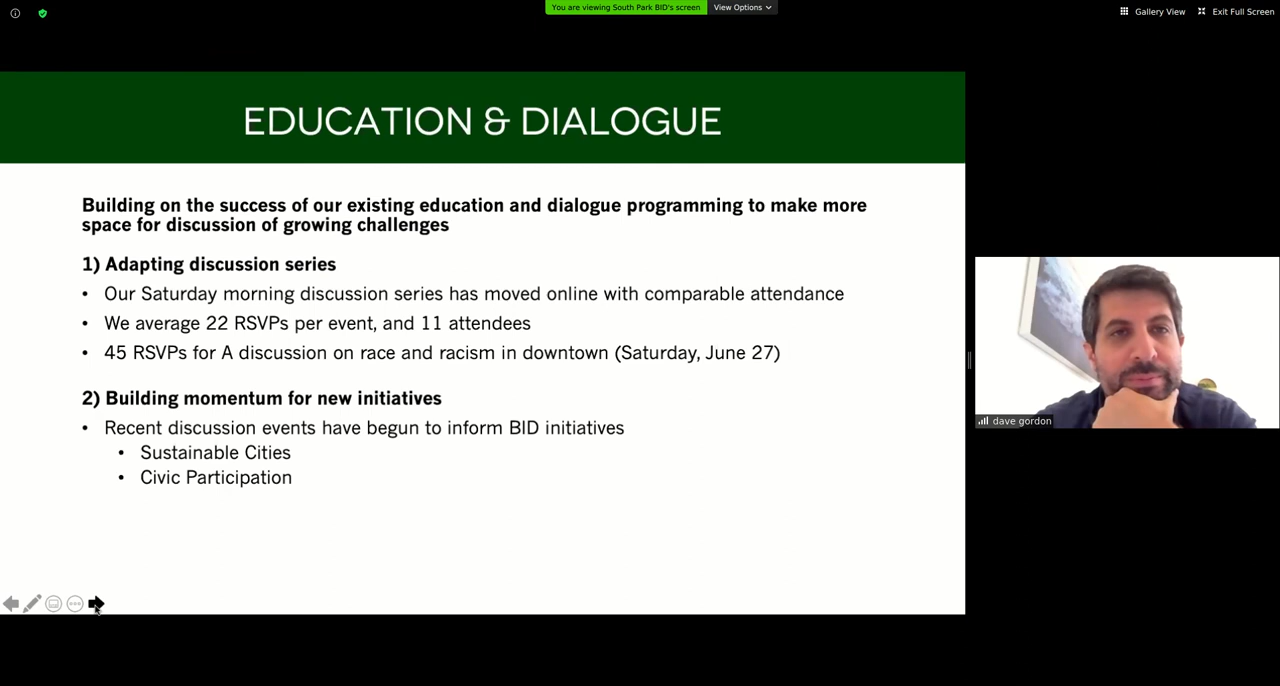 You are viewing South Park BID's screen
View Options
Gallery View
Exit Full Screen
EDUCATION & DIALOGUE
Building on the success of our existing education and dialogue programming to make more
space for discussion of growing challenges
1) Adapting discussion series
• Our Saturday morning discussion series has moved online with comparable attendance
• We average 22 RSVPs per event, and 11 attendees
• 45 RSVPs for A discussion on race and racism in downtown (Saturday, June 27)
2) Building momentum for new initiatives
• Recent discussion events have begun to inform BID initiatives
• Sustainable Cities
• Civic Participation
dave gordon